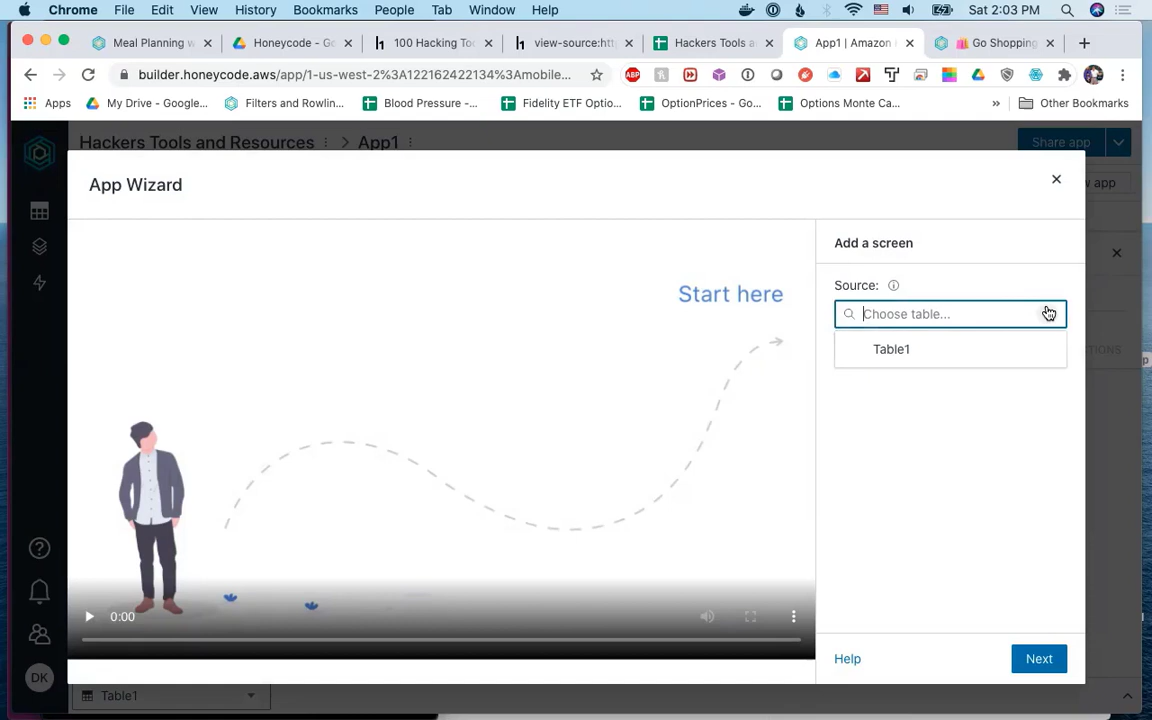 Chrome File Edit View History Bookmarks People Tab Window Help Sat 2:03 PM
Meal Planning w Honeycode - Go 100 Hacking Too view-source:htt Hackers Tools a App1 | Amazon Go Shopping
builder.honeycode.aws/app/1-us-west-2%3A122162422134%3Amobile...
Apps My Drive - Google... Filters and Rowlin... Blood Pressure -... Fidelity ETF Optio... OptionPrices - Go... Options Monte Ca... » Other Bookmarks
Hackers Tools and Resources App1 Share app
App Wizard
app
Add a screen
Source:
Start here
Choose table...
Table1
0:00
Help Next
DK
Table1